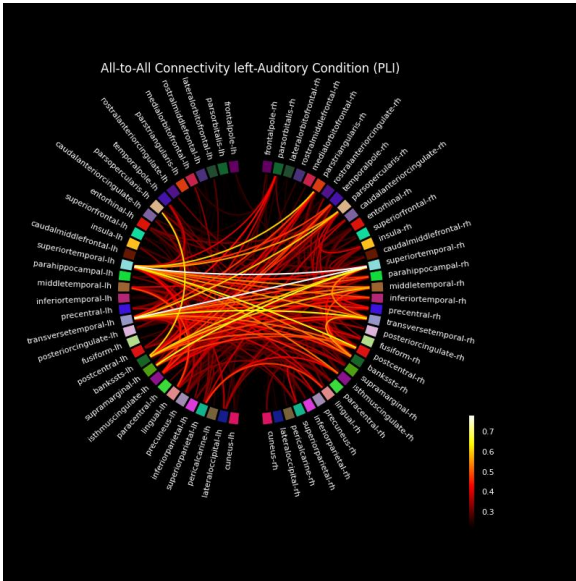 All-to-All Connectivity left-Auditory Condition (PLI)
frontalpole-lh
parsorbitalis-lh
lateralorbitofrontal-lh
rostralmiddlefrontal-lh
medialorbitofrontal-lh
parstriangularis-lh
rostralanteriorcingulate-lh
temporalpole-lh
parsopercularis-lh
caudalanteriorcingulate-lh
entorhinal-lh
superiorfrontal-lh
insula-lh
caudalmiddlefrontal-lh
superiortemporal-lh
parahippocampal-lh
middletemporal-lh
inferiortemporal-lh
precentral-lh
transversetemporal-lh
posteriorcingulate-lh
fusiform-lh
postcentral-lh
bankssts-lh
supramarginal-lh
isthmuscingulate-lh
paracentral-lh
lingual-lh
precuneus-lh
inferiorparietal-lh
superiorparietal-lh
pericalcarine-lh
lateraloccipital-lh
cuneus-lh
frontalpole-rh
parsorbitalis-rh
lateralorbitofrontal-rh
rostralmiddlefrontal-rh
medialorbitofrontal-rh
parstriangularis-rh
rostralanteriorcingulate-rh
temporalpole-rh
parsopercularis-rh
caudalanteriorcingulate-rh
entorhinal-rh
superiorfrontal-rh
insula-rh
caudalmiddlefrontal-rh
superiortemporal-rh
parahippocampal-rh
middletemporal-rh
inferiortemporal-rh
precentral-rh
transversetemporal-rh
posteriorcingulate-rh
fusiform-rh
postcentral-rh
bankssts-rh
supramarginal-rh
isthmuscingulate-rh
paracentral-rh
lingual-rh
precuneus-rh
inferiorparietal-rh
superiorparietal-rh
pericalcarine-rh
lateraloccipital-rh
cuneus-rh
0.7
0.6
0.5
0.4
0.3